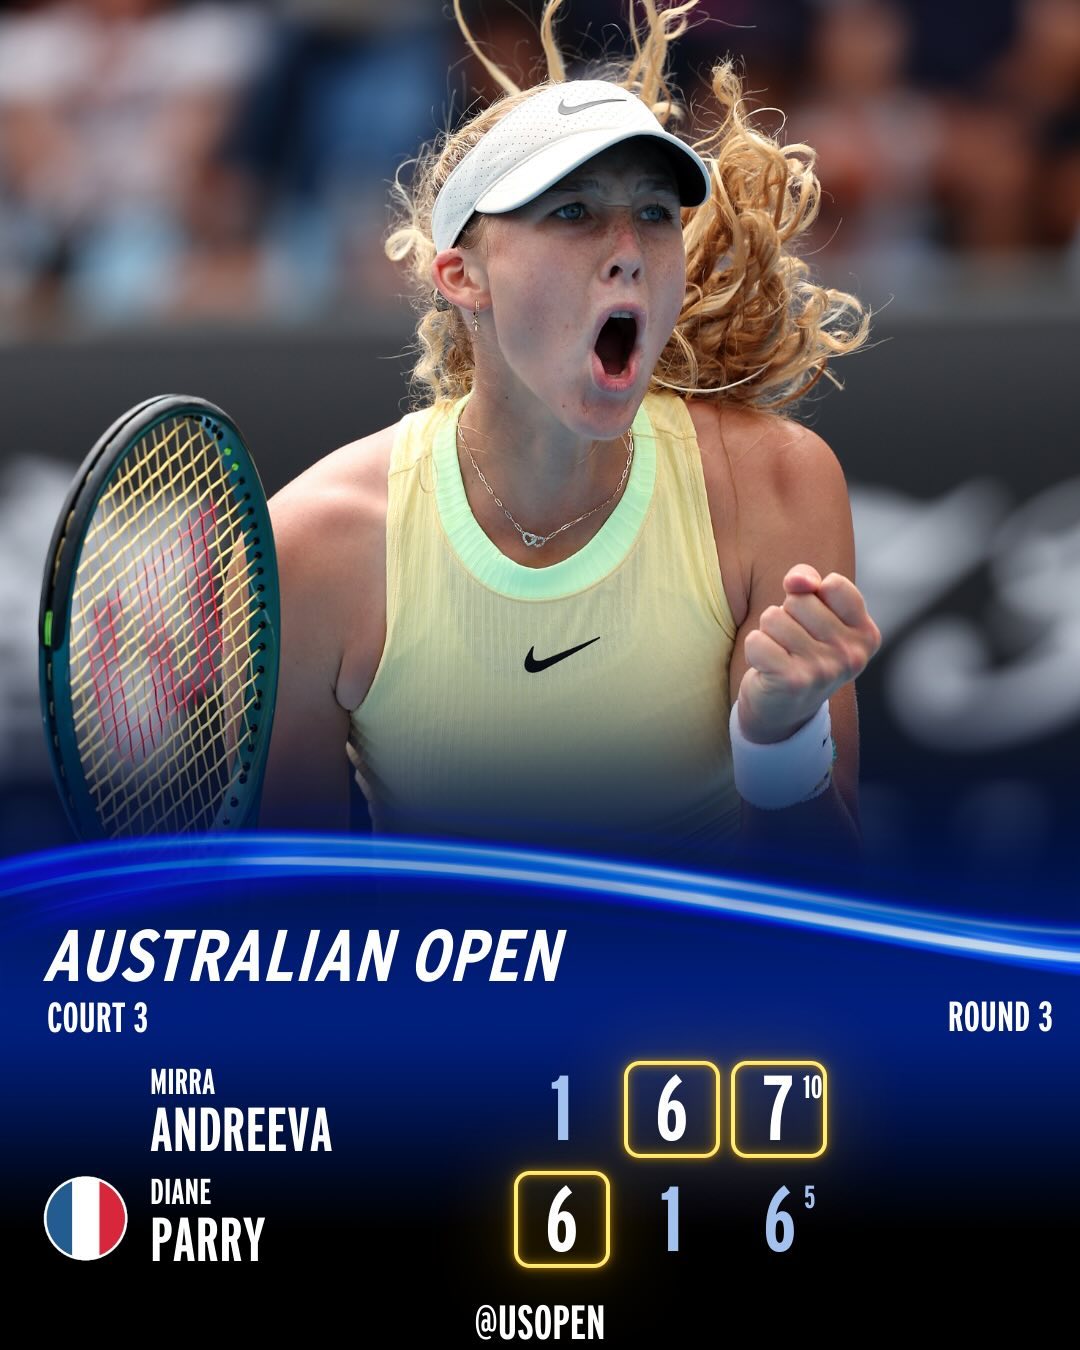 AUSTRALIAN OPEN
COURT 3
ROUND 3
MIRRA
ANDREEVA 1 6 7 10
DIANE
PARRY 6 1 6 5
@USOPEN